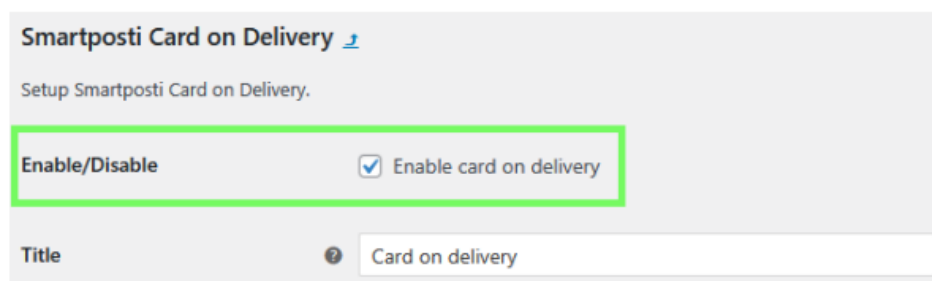 Smartposti Card on Delivery ⤴
Setup Smartposti Card on Delivery.
Enable/Disable Enable card on delivery
Title ? Card on delivery